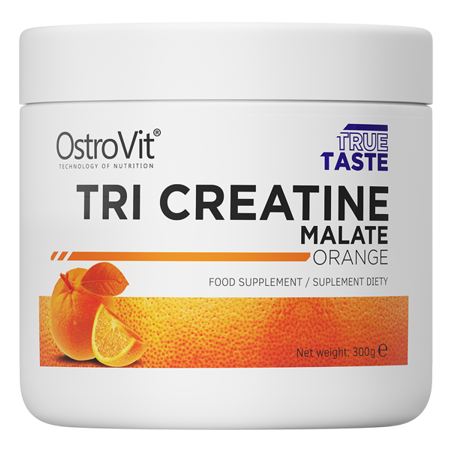 OstroVit®
TECHNOLOGY OF NUTRITION
TRUE
TASTE
TRI CREATINE
MALATE
ORANGE
FOOD SUPPLEMENT / SUPLEMENT DIETY
Net weight: 300g ℮